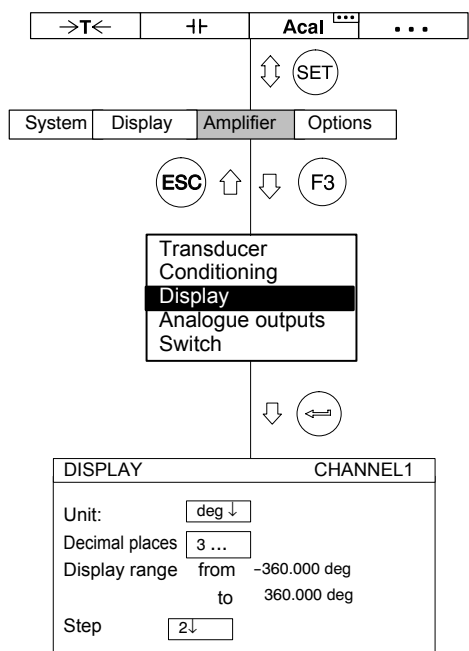 →T← ⊣⊢ Acal ... ...
SET
System Display Amplifier Options
ESC F3
Transducer
Conditioning
Display
Analogue outputs
Switch
DISPLAY CHANNEL1
Unit: deg ↓
Decimal places 3 ...
Display range from -360.000 deg
to 360.000 deg
Step 2↓